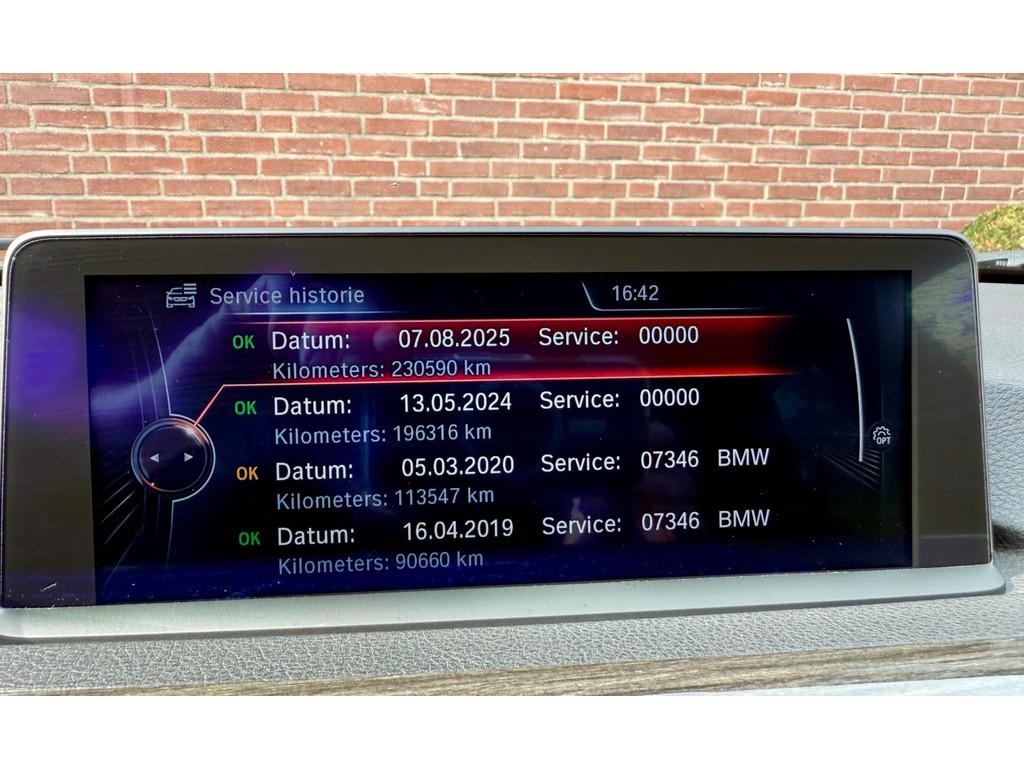 Service historie 16:42
OK Datum: 07.08.2025 Service: 00000
Kilometers: 230590 km
OK Datum: 13.05.2024 Service: 00000
Kilometers: 196316 km
OK Datum: 05.03.2020 Service: 07346 BMW
Kilometers: 113547 km
OK Datum: 16.04.2019 Service: 07346 BMW
Kilometers: 90660 km
OPT